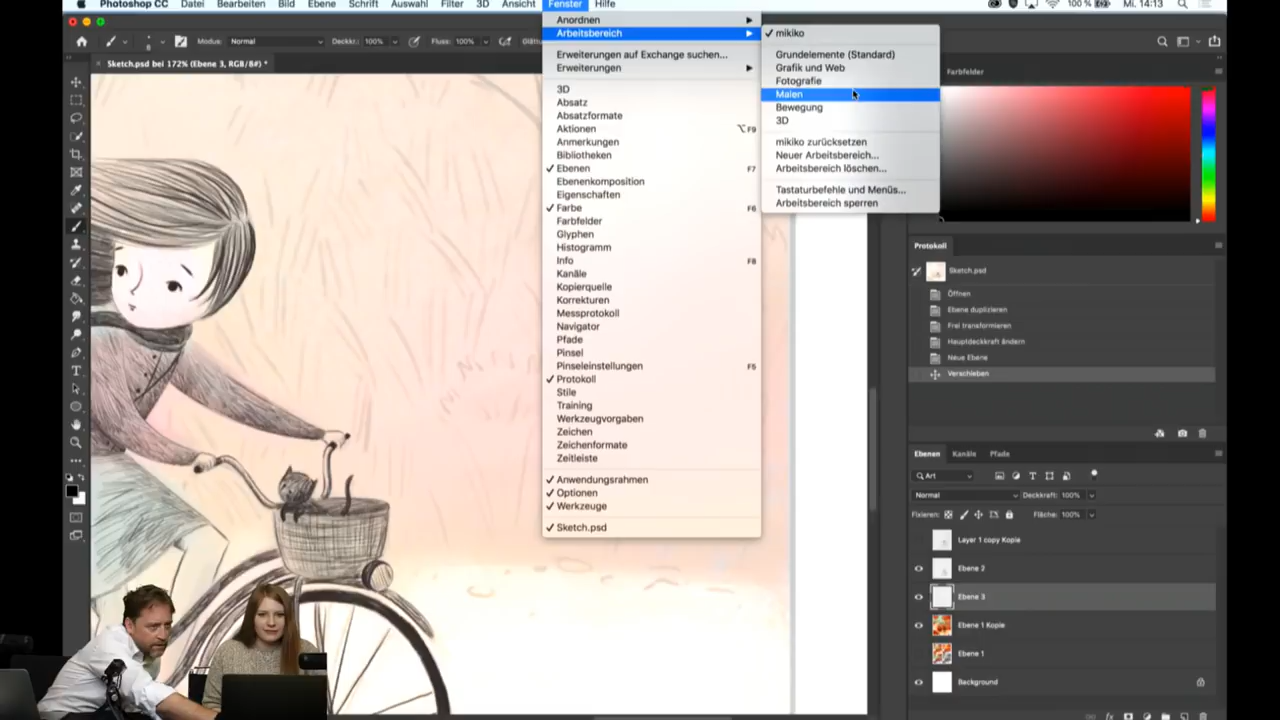 Photoshop CC Datei Bearbeiten Bild Ebene Schrift Auswahl Filter 3D Ansicht Fenster Hilfe 100 % Mi. 14:13
Modus: Normal Deckkr.: 100% Fluss: 100%
Sketch.psd bei 172% (Ebene 3, RGB/8#) *
Anordnen
Arbeitsbereich
Erweiterungen auf Exchange suchen...
Erweiterungen
3D
Absatz
Absatzformate
Aktionen ⌥F9
Anmerkungen
Bibliotheken
Ebenen F7
Ebenenkomposition
Eigenschaften
Farbe F6
Farbfelder
Glyphen
Histogramm
Info F8
Kanäle
Kopierquelle
Korrekturen
Messprotokoll
Navigator
Pfade
Pinsel
Pinseleinstellungen F5
Protokoll
Stile
Training
Werkzeugvorgaben
Zeichen
Zeichenformate
Zeitleiste
Anwendungsrahmen
Optionen
Werkzeuge
Sketch.psd
mikiko
Grundelemente (Standard)
Grafik und Web
Fotografie
Malen
Bewegung
3D
mikiko zurücksetzen
Neuer Arbeitsbereich...
Arbeitsbereich löschen...
Tastaturbefehle und Menüs...
Arbeitsbereich sperren
Farbfelder
Protokoll
Sketch.psd
Öffnen
Ebene duplizieren
Frei transformieren
Hauptdeckkraft ändern
Neue Ebene
Verschieben
Ebenen Kanäle Pfade
Art
Normal Deckkraft: 100%
Fixieren: Fläche: 100%
Layer 1 copy Kopie
Ebene 2
Ebene 3
Ebene 1 Kopie
Ebene 1
Background